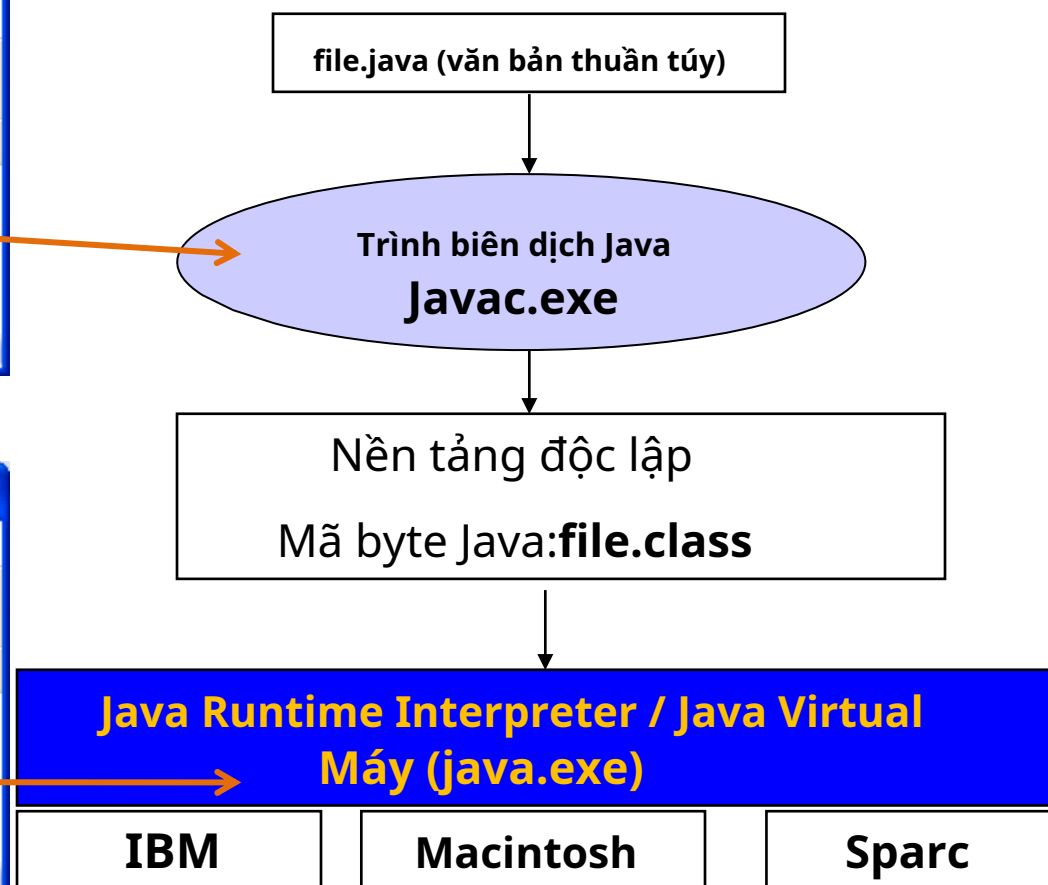 file.java (văn bản thuần túy)
Trình biên dịch Java
Javac.exe
Nền tảng độc lập
Mã byte Java:file.class
Java Runtime Interpreter / Java Virtual
Máy (java.exe)
IBM
Macintosh
Sparc